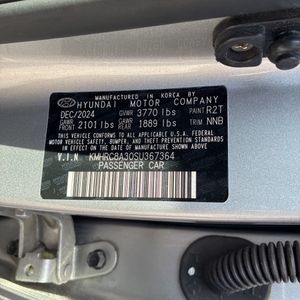 MANUFACTURED IN KOREA BY
HYUNDAI MOTOR COMPANY
DEC/2024 GVWR 3770 lbs PAINT R2T
GAWR FRONT 2101 lbs GAWR REAR 1889 lbs TRIM NNB
THIS VEHICLE CONFORMS TO ALL APPLICABLE
U.S. FEDERAL MOTOR VEHICLE SAFETY, BUMPER,
AND THEFT PREVENTION STANDARDS
IN EFFECT ON THE DATE OF MANUFACTURE
SHOWN ABOVE.
V.I.N KMHRC8A30SU367364
PASSENGER CAR